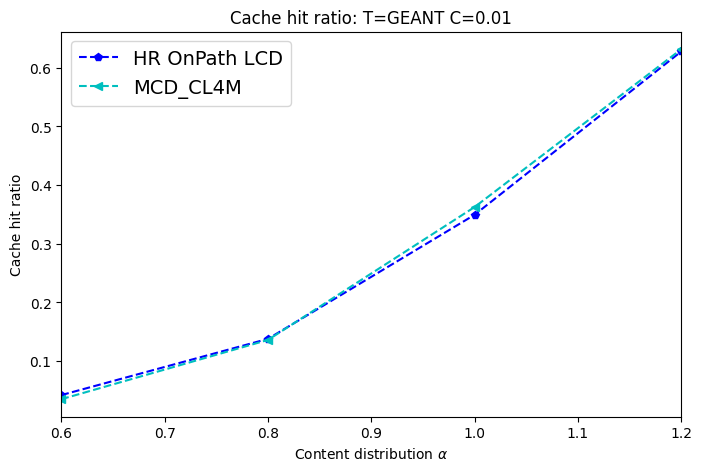 Cache hit ratio: T=GEANT C=0.01
HR OnPath LCD
MCD_CL4M
Cache hit ratio
0.6
0.5
0.4
0.3
0.2
0.1
0.6 0.7 0.8 0.9 1.0 1.1 1.2
Content distribution α